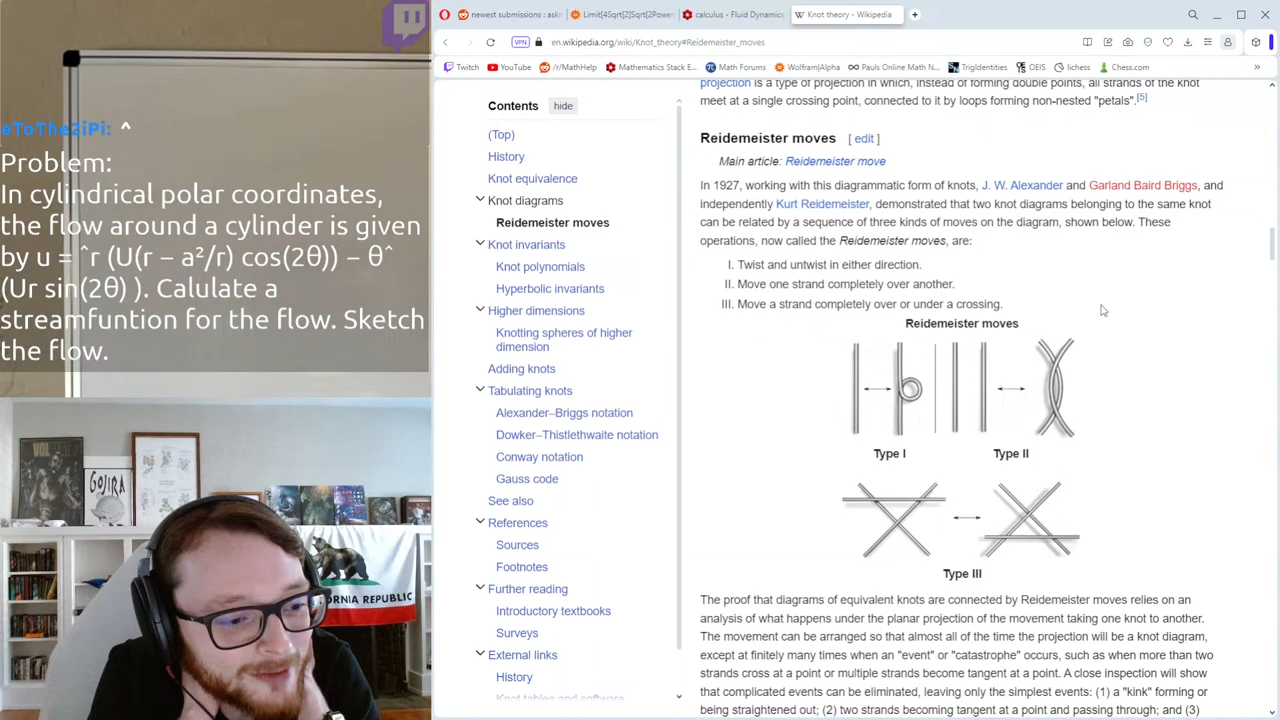 newest submissions : askm
Limit[4Sqrt[2]Sqrt[2Power
calculus - Fluid Dynamics
Knot theory - Wikipedia
VPN
en.wikipedia.org/wiki/Knot_theory#Reidemeister_moves
Twitch
YouTube
/r/MathHelp
Mathematics Stack E...
Math Forums
Wolfram|Alpha
Pauls Online Math N...
TrigIdentities
OEIS
lichess
Chess.com
eToThe2iPi: ^
Problem:
In cylindrical polar coordinates,
the flow around a cylinder is given
by u = ˆr (U(r − a²/r) cos(2θ)) − θˆ
(Ur sin(2θ) ). Calulate a
streamfuntion for the flow. Sketch
the flow.
GOJIRA
CALIFORNIA REPUBLIC
Contents
hide
(Top)
History
Knot equivalence
Knot diagrams
Reidemeister moves
Knot invariants
Knot polynomials
Hyperbolic invariants
Higher dimensions
Knotting spheres of higher
dimension
Adding knots
Tabulating knots
Alexander–Briggs notation
Dowker–Thistlethwaite notation
Conway notation
Gauss code
See also
References
Sources
Footnotes
Further reading
Introductory textbooks
Surveys
External links
History
Knot tables and software
projection is a type of projection in which, instead of forming double points, all strands of the knot
meet at a single crossing point, connected to it by loops forming non-nested "petals".[5]
Reidemeister moves [ edit ]
Main article: Reidemeister move
In 1927, working with this diagrammatic form of knots, J. W. Alexander and Garland Baird Briggs, and
independently Kurt Reidemeister, demonstrated that two knot diagrams belonging to the same knot
can be related by a sequence of three kinds of moves on the diagram, shown below. These
operations, now called the Reidemeister moves, are:
I. Twist and untwist in either direction.
II. Move one strand completely over another.
III. Move a strand completely over or under a crossing.
Reidemeister moves
Type I
Type II
Type III
The proof that diagrams of equivalent knots are connected by Reidemeister moves relies on an
analysis of what happens under the planar projection of the movement taking one knot to another.
The movement can be arranged so that almost all of the time the projection will be a knot diagram,
except at finitely many times when an "event" or "catastrophe" occurs, such as when more than two
strands cross at a point or multiple strands become tangent at a point. A close inspection will show
that complicated events can be eliminated, leaving only the simplest events: (1) a "kink" forming or
being straightened out; (2) two strands becoming tangent at a point and passing through; and (3)